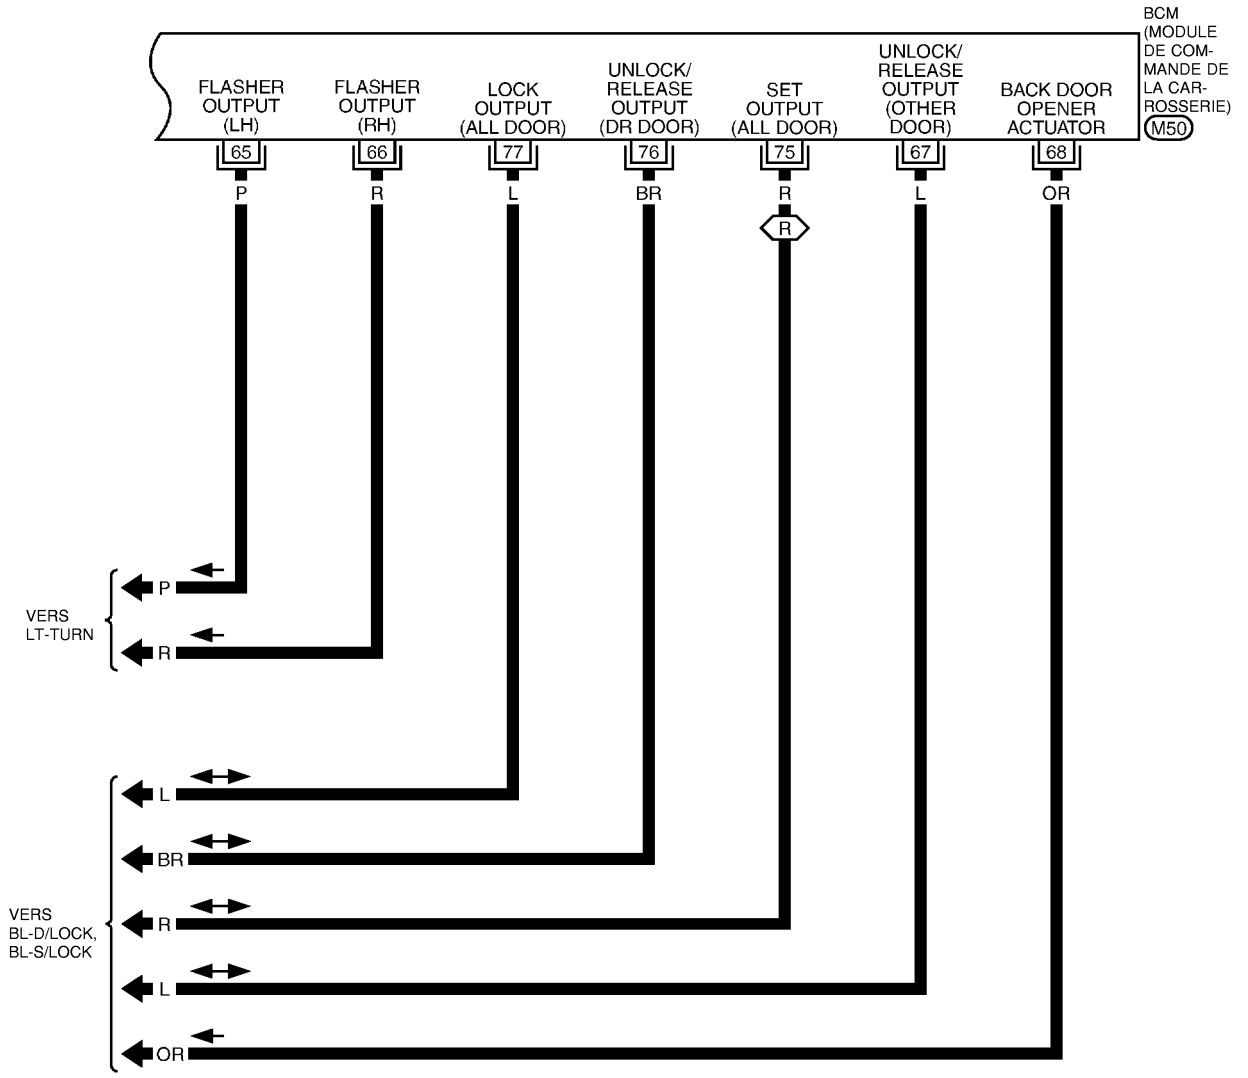 BCM
(MODULE
DE COM-
MANDE DE
LA CAR-
ROSSERIE)
M50
FLASHER
OUTPUT
(LH)
FLASHER
OUTPUT
(RH)
LOCK
OUTPUT
(ALL DOOR)
UNLOCK/
RELEASE
OUTPUT
(DR DOOR)
SET
OUTPUT
(ALL DOOR)
UNLOCK/
RELEASE
OUTPUT
(OTHER
DOOR)
BACK DOOR
OPENER
ACTUATOR
65
66
77
76
75
67
68
P
R
L
BR
R
L
OR
R
P
VERS
LT-TURN
R
L
BR
VERS
BL-D/LOCK,
BL-S/LOCK
R
L
OR